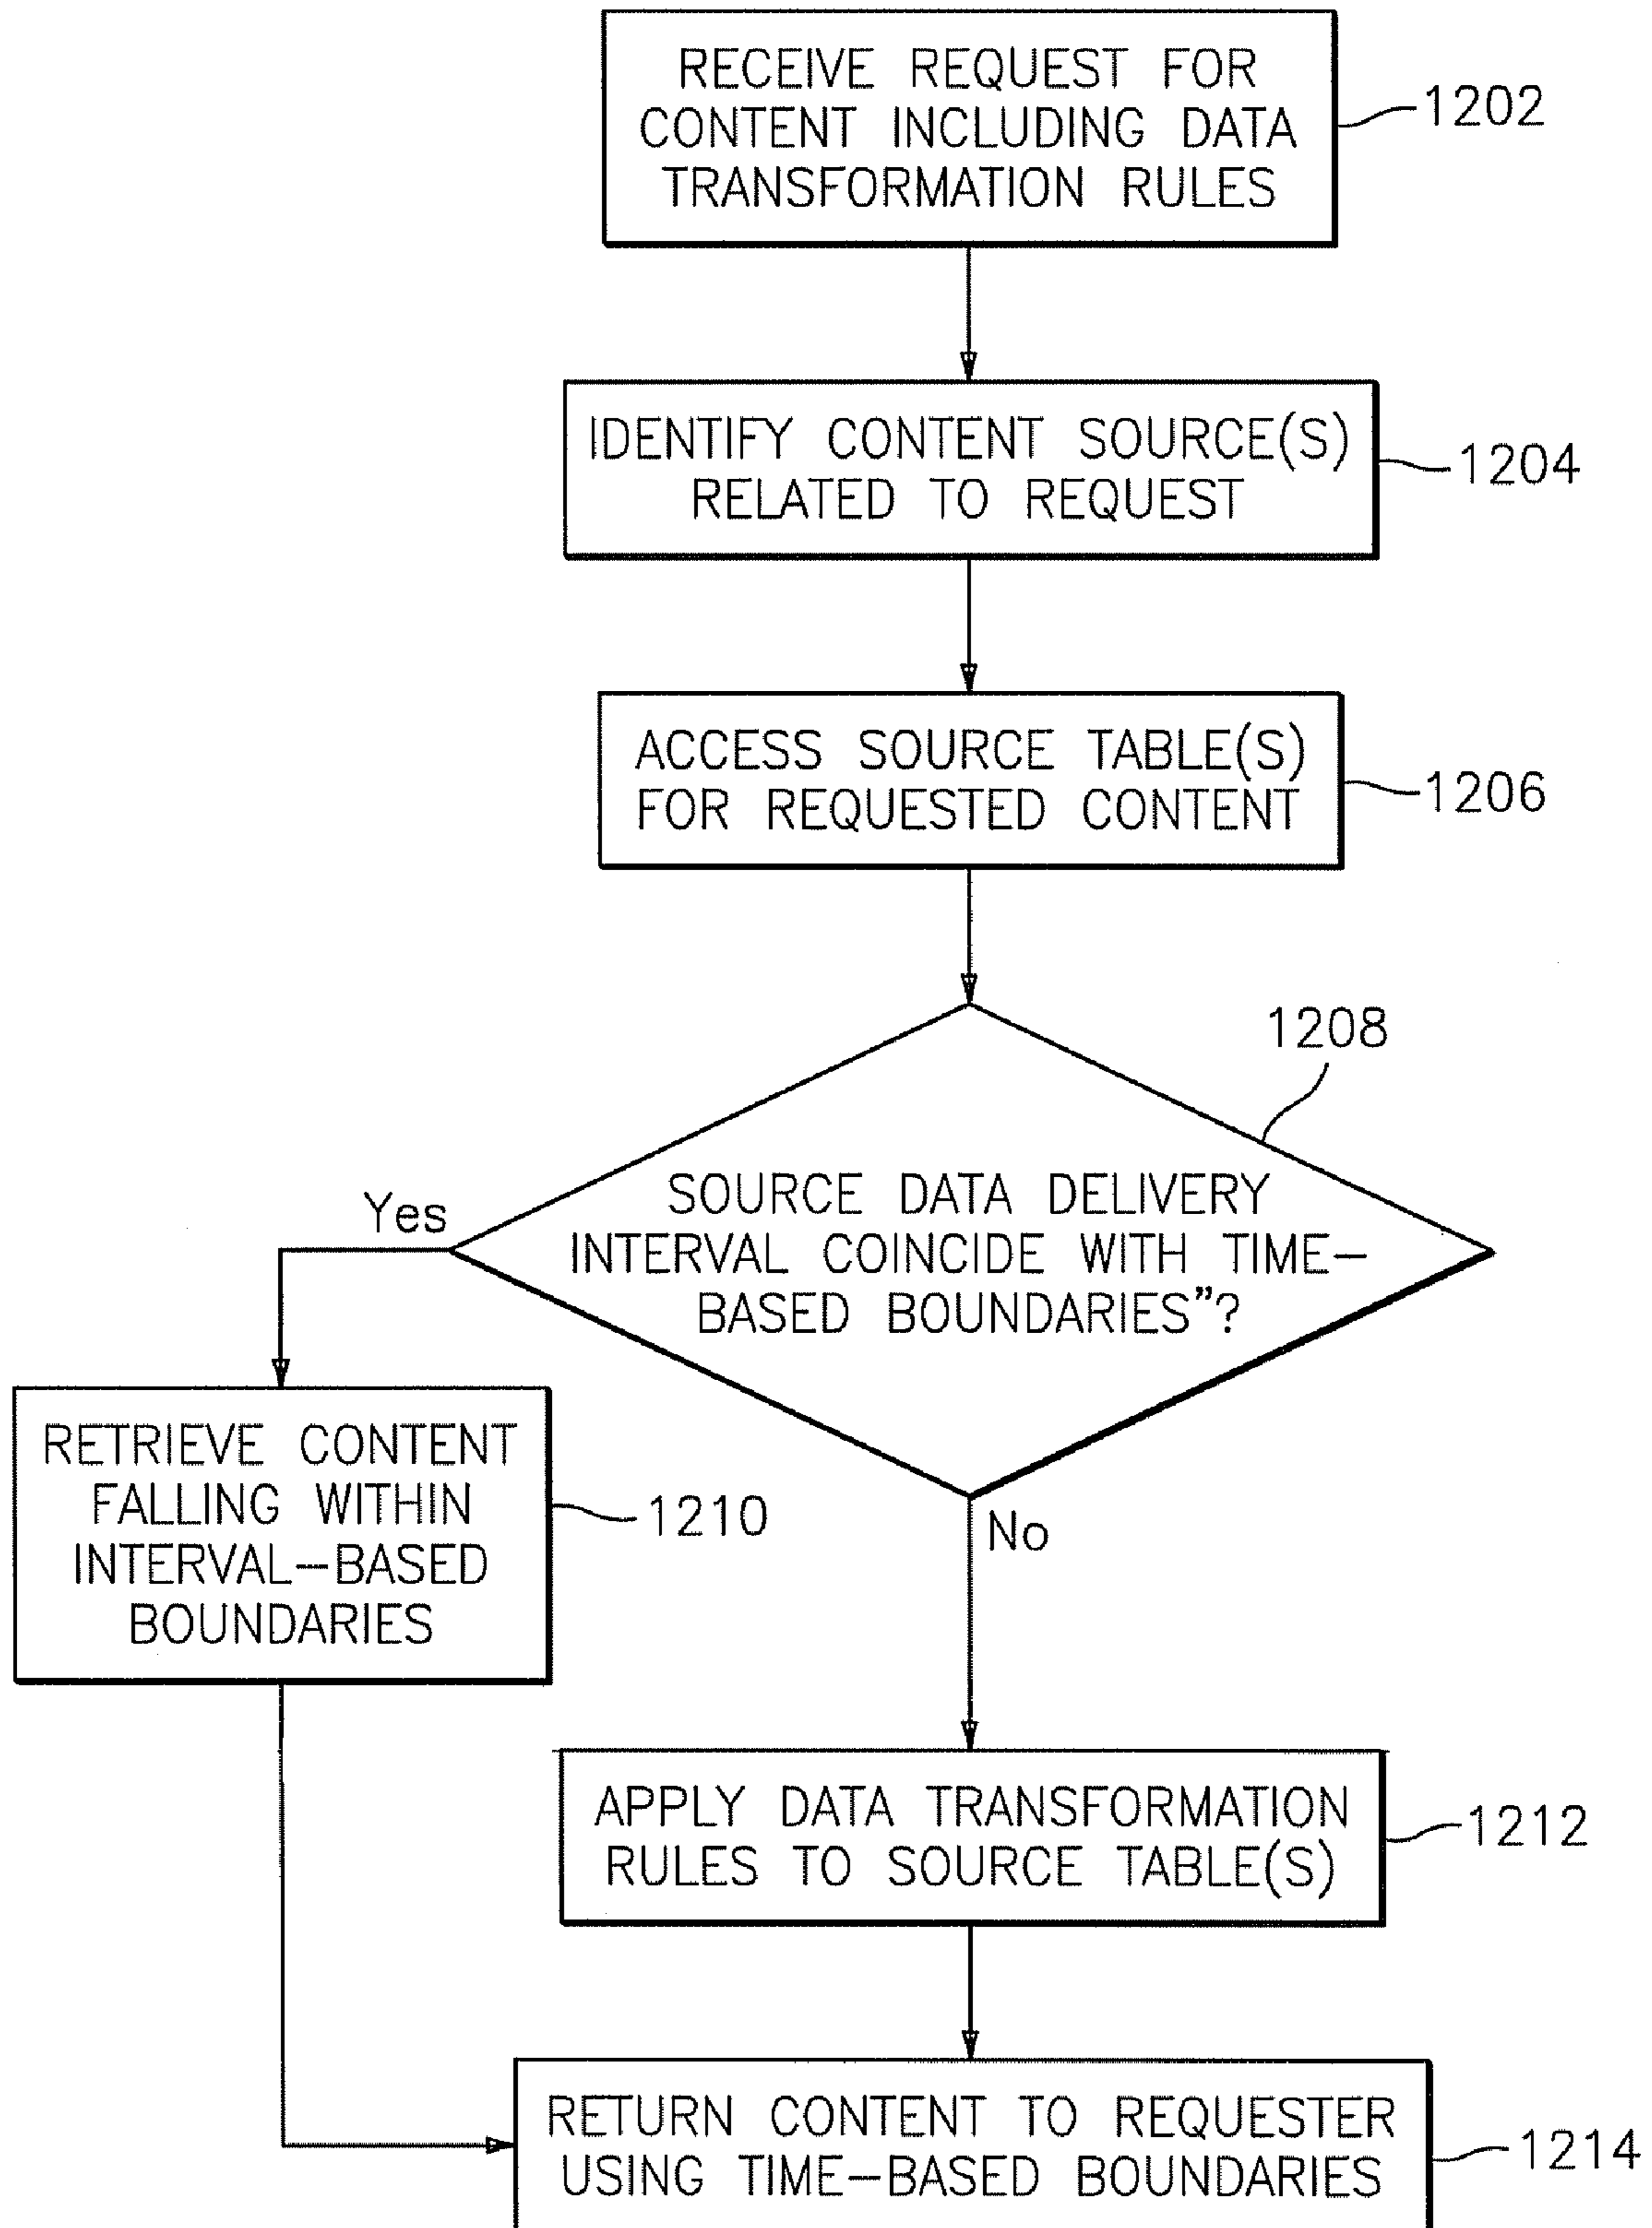 RECEIVE REQUEST FOR
CONTENT INCLUDING DATA
TRANSFORMATION RULES
1202
IDENTIFY CONTENT SOURCE(S)
RELATED TO REQUEST
1204
ACCESS SOURCE TABLE(S)
FOR REQUESTED CONTENT
1206
1208
SOURCE DATA DELIVERY
INTERVAL COINCIDE WITH TIME–
BASED BOUNDARIES”?
Yes
No
RETRIEVE CONTENT
FALLING WITHIN
INTERVAL–BASED
BOUNDARIES
1210
APPLY DATA TRANSFORMATION
RULES TO SOURCE TABLE(S)
1212
RETURN CONTENT TO REQUESTER
USING TIME–BASED BOUNDARIES
1214